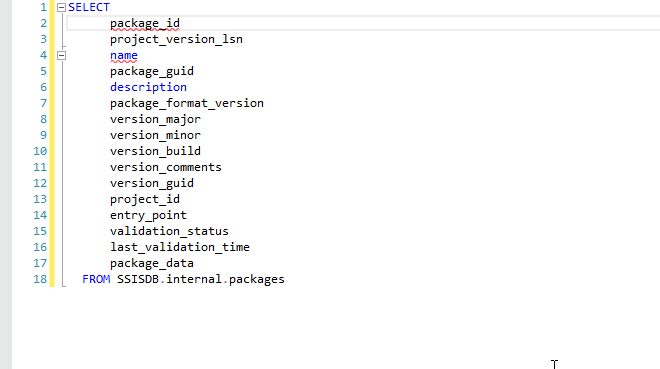 1 SELECT
2 package_id
3 project_version_lsn
4 name
5 package_guid
6 description
7 package_format_version
8 version_major
9 version_minor
10 version_build
11 version_comments
12 version_guid
13 project_id
14 entry_point
15 validation_status
16 last_validation_time
17 package_data
18 FROM SSISDB.internal.packages